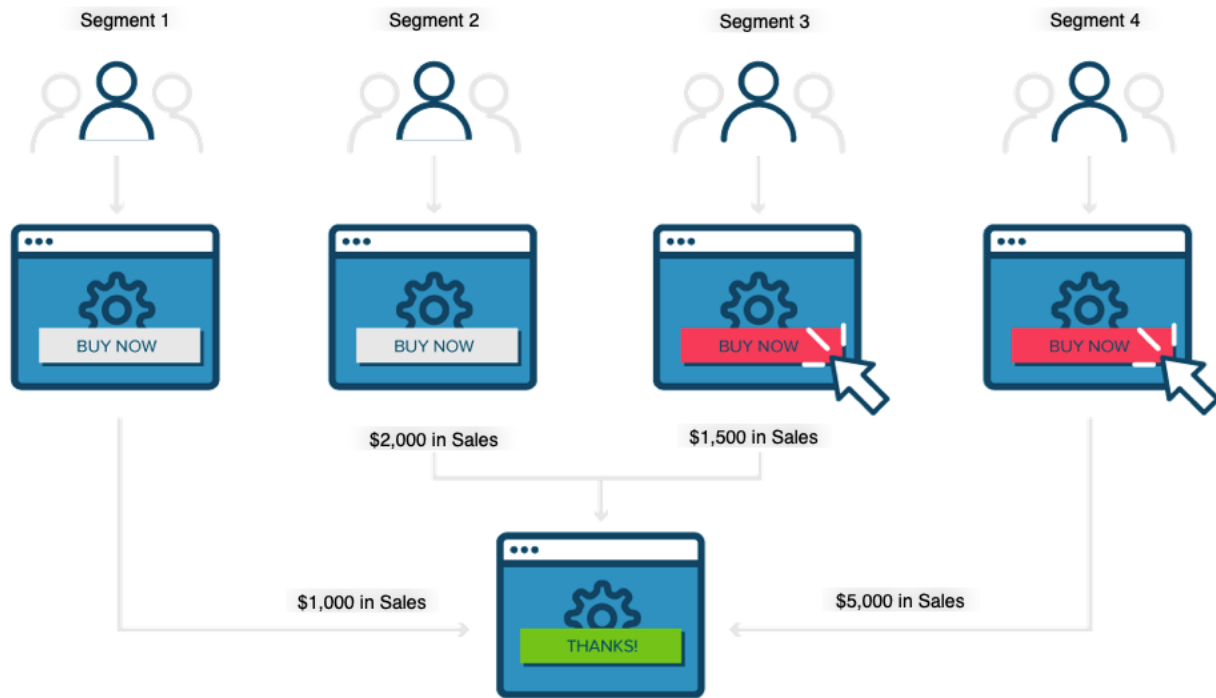 Segment 1
Segment 2
Segment 3
Segment 4
BUY NOW
BUY NOW
BUY NOW
BUY NOW
$2,000 in Sales
$1,500 in Sales
$1,000 in Sales
$5,000 in Sales
THANKS!